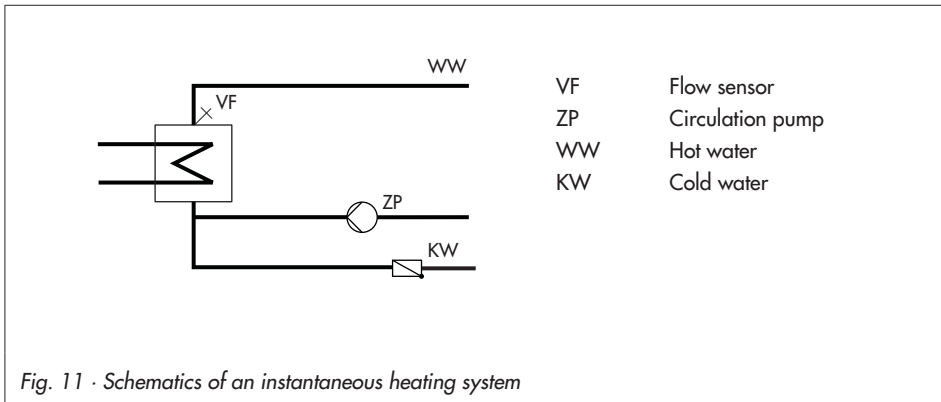 WW
VF
ZP
KW
VF Flow sensor
ZP Circulation pump
WW Hot water
KW Cold water
Fig. 11 · Schematics of an instantaneous heating system